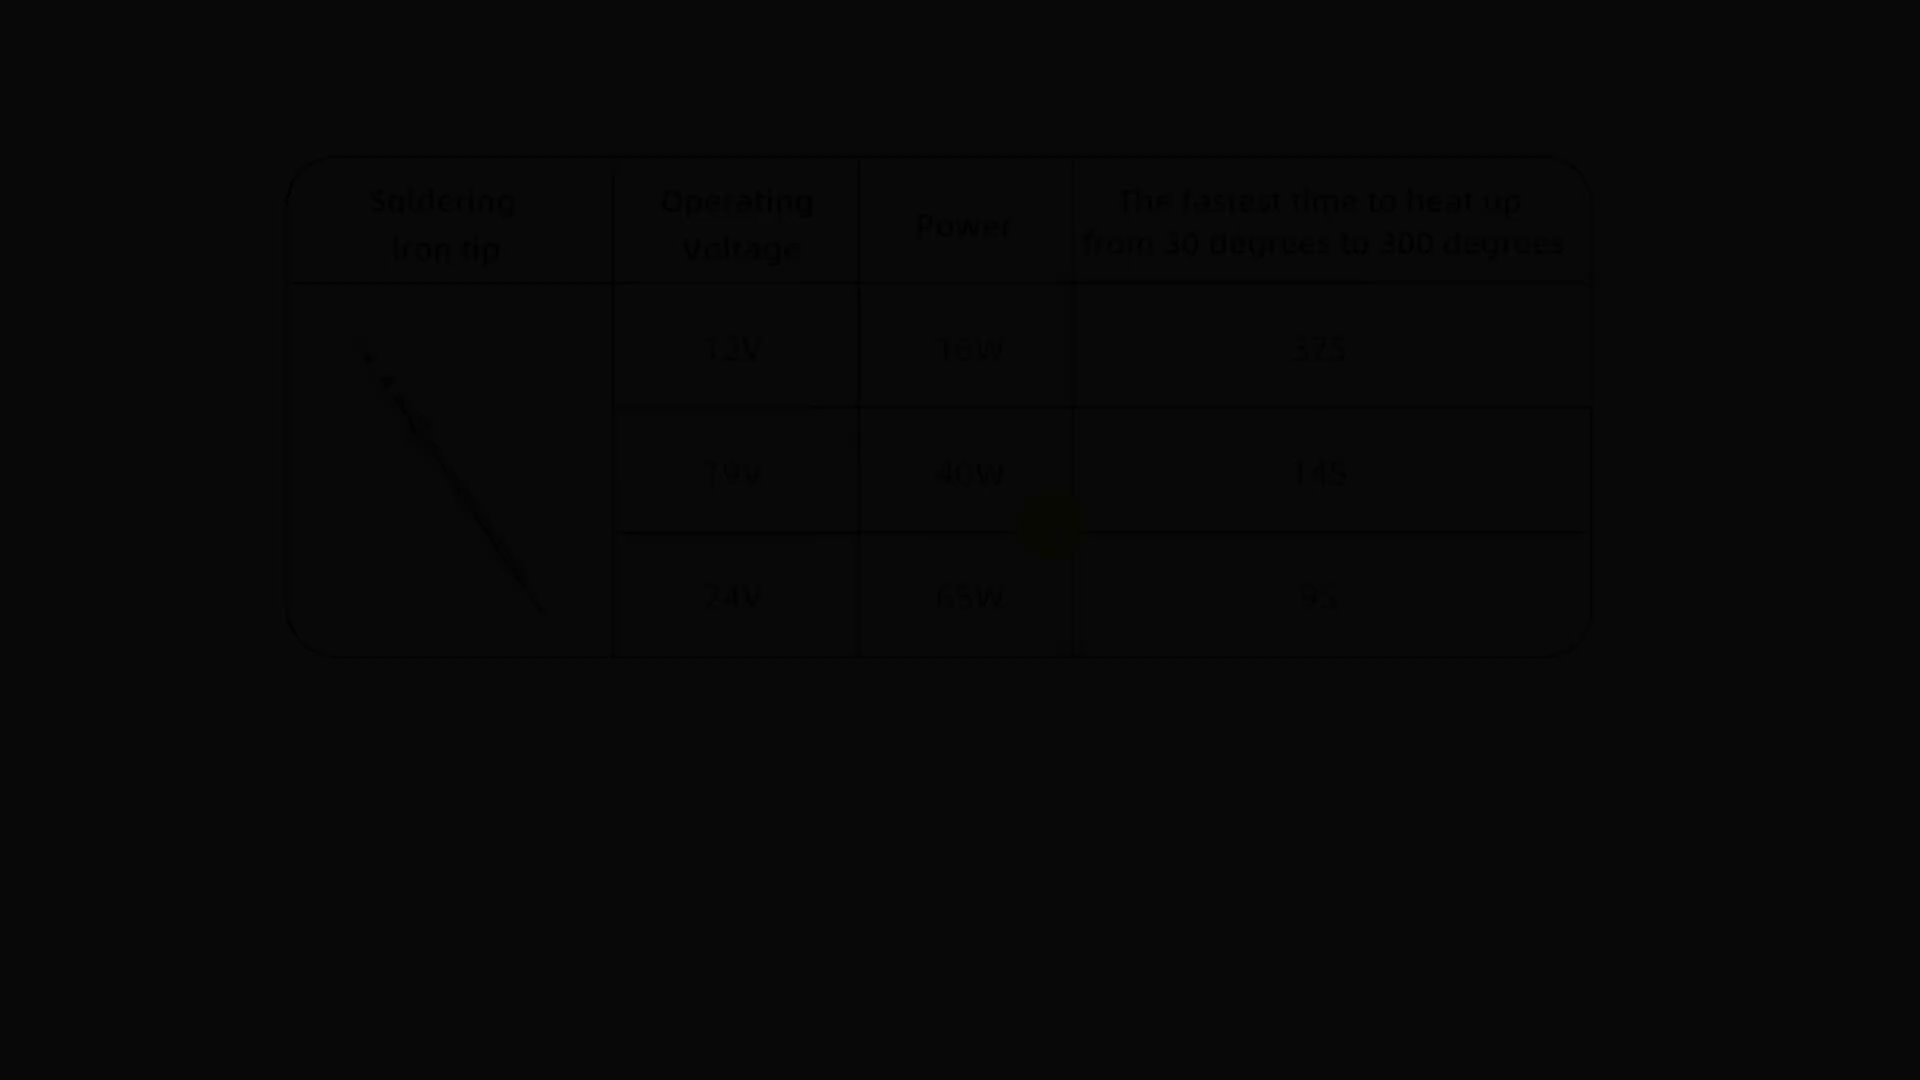 Soldering
Iron tip
Operating
Voltage
Power
The fastest time to heat up
from 30 degrees to 300 degrees
12V
16W
37S
19V
40W
14S
24V
65W
9S